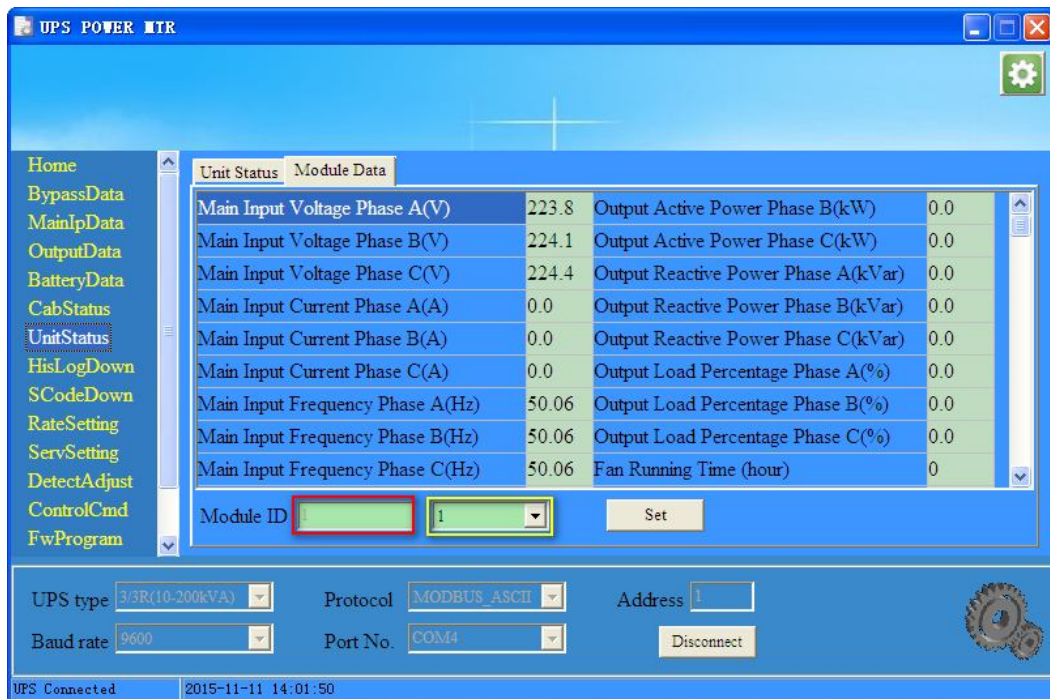 UPS POWER MTR
Home
BypassData
MainIpData
OutputData
BatteryData
CabStatus
UnitStatus
HisLogDown
SCodeDown
RateSetting
ServSetting
DetectAdjust
ControlCmd
FwProgram
Unit Status Module Data
Main Input Voltage Phase A(V) 223.8 Output Active Power Phase B(kW) 0.0
Main Input Voltage Phase B(V) 224.1 Output Active Power Phase C(kW) 0.0
Main Input Voltage Phase C(V) 224.4 Output Reactive Power Phase A(kVar) 0.0
Main Input Current Phase A(A) 0.0 Output Reactive Power Phase B(kVar) 0.0
Main Input Current Phase B(A) 0.0 Output Reactive Power Phase C(kVar) 0.0
Main Input Current Phase C(A) 0.0 Output Load Percentage Phase A(%) 0.0
Main Input Frequency Phase A(Hz) 50.06 Output Load Percentage Phase B(%) 0.0
Main Input Frequency Phase B(Hz) 50.06 Output Load Percentage Phase C(%) 0.0
Main Input Frequency Phase C(Hz) 50.06 Fan Running Time (hour) 0
Module ID 1 1 Set
UPS type 3/3R(10-200kVA) Protocol MODBUS_ASCII Address 1
Baud rate 9600 Port No. COM4 Disconnect
UPS Connected 2015-11-11 14:01:50